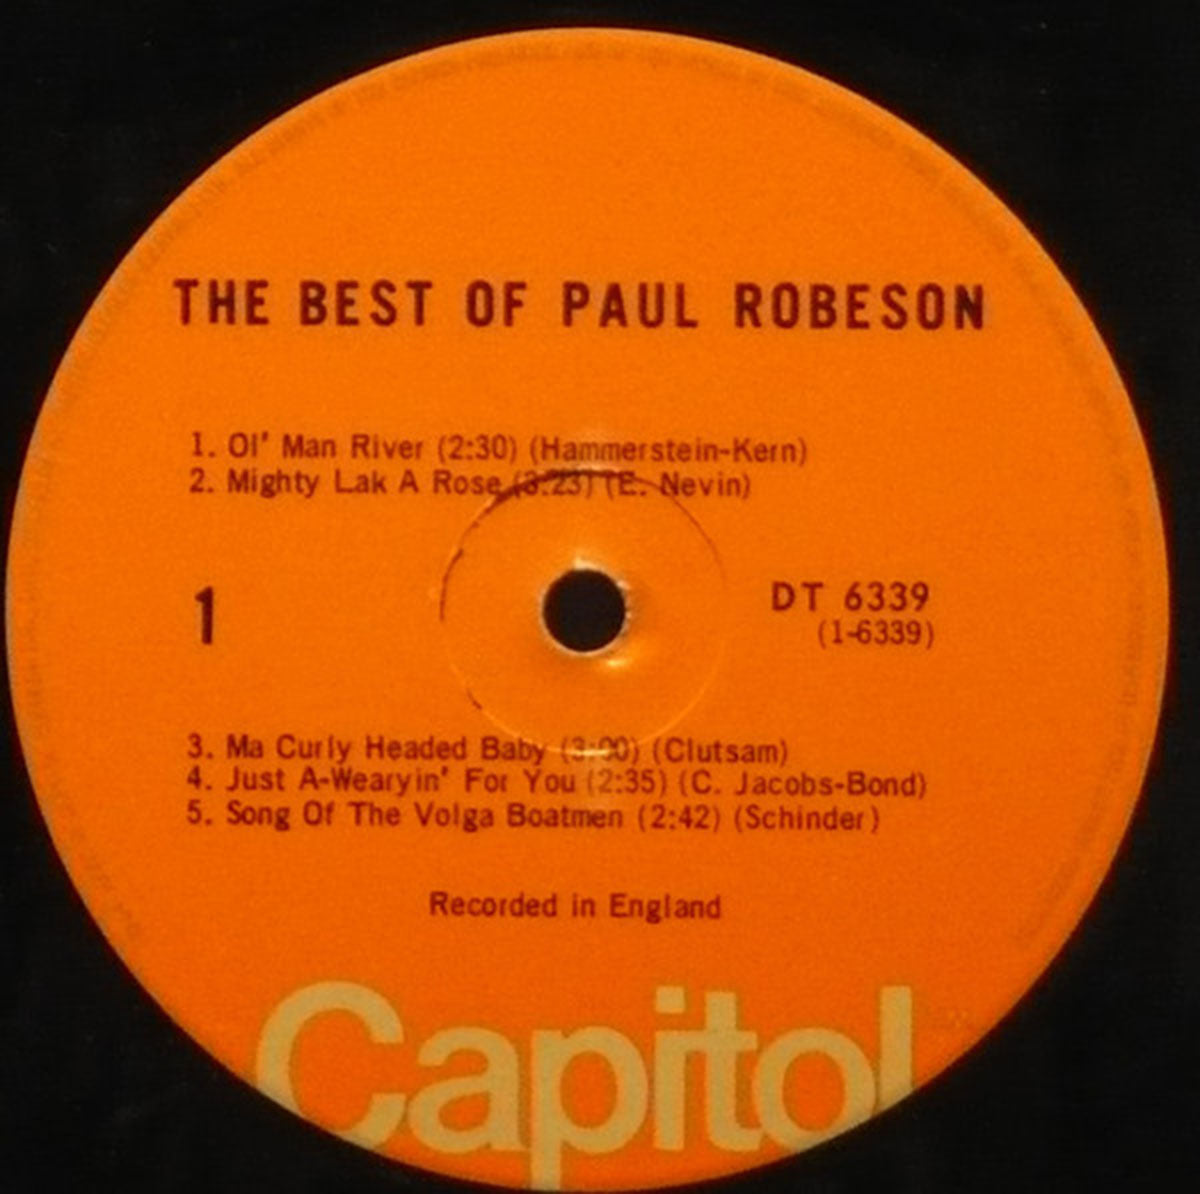 THE BEST OF PAUL ROBESON
1. Ol' Man River (2:30) (Hammerstein-Kern)
2. Mighty Lak A Rose (3:23) (E. Nevin)
1
DT 6339
(1-6339)
3. Ma Curly Headed Baby (3:00) (Clutsam)
4. Just A-Wearyin' For You (2:35) (C. Jacobs-Bond)
5. Song Of The Volga Boatmen (2:42) (Schinder)
Recorded in England
Capitol